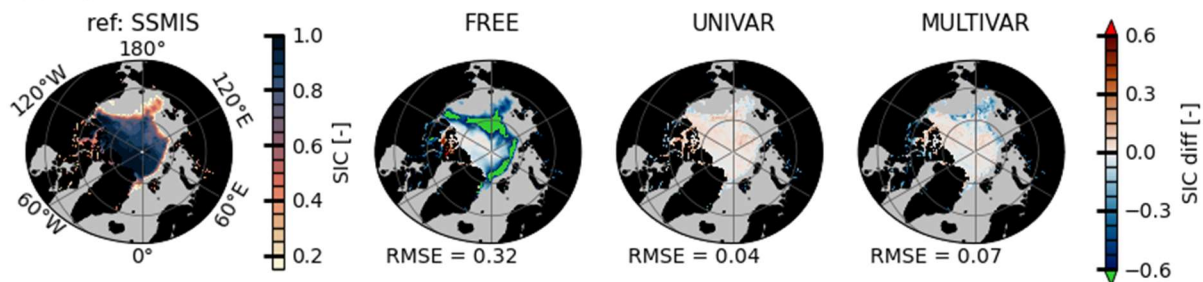 ref: SSMIS
FREE
UNIVAR
MULTIVAR
180°
120°W
120°E
60°W
60°E
0°
1.0
0.8
0.6
0.4
0.2
SIC [-]
RMSE = 0.32
RMSE = 0.04
RMSE = 0.07
0.6
0.3
0.0
−0.3
−0.6
SIC diff [-]